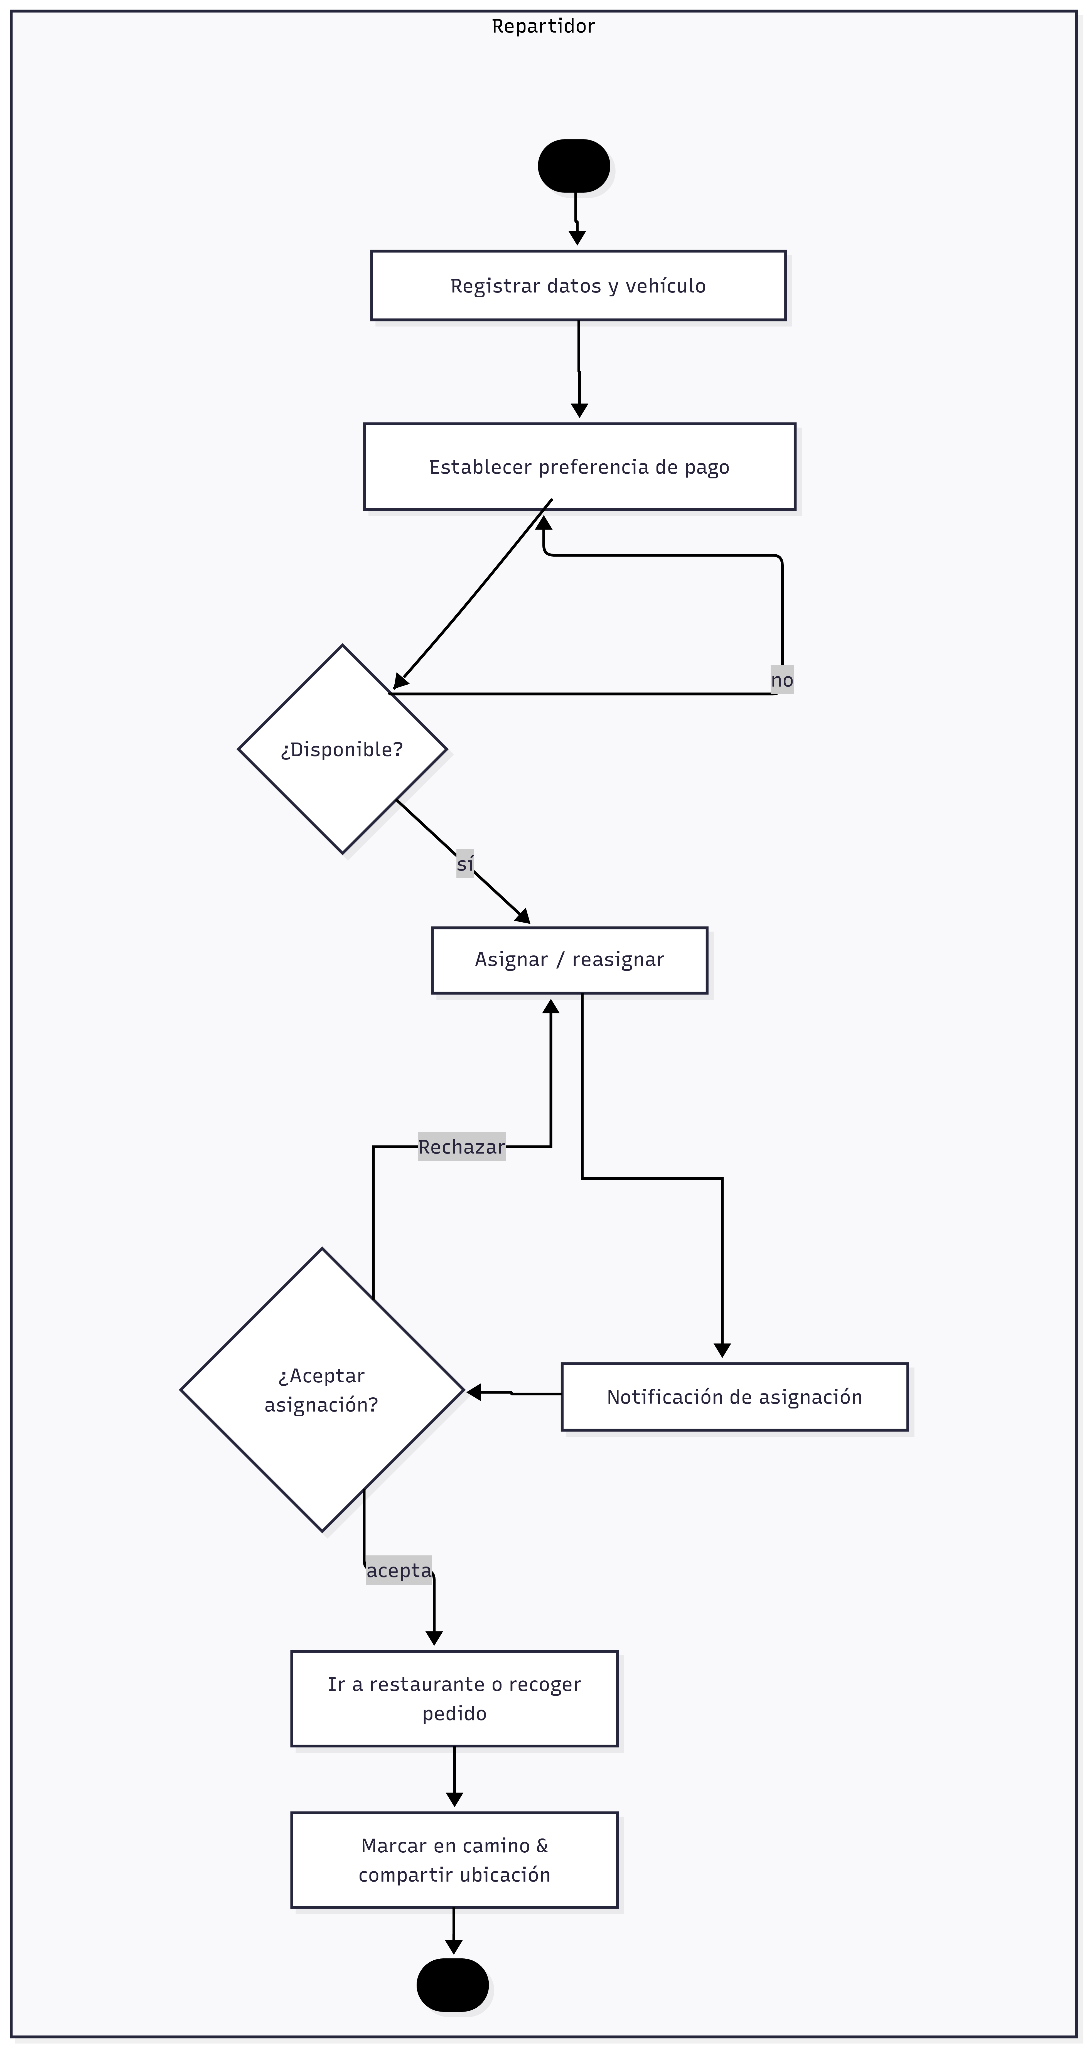 Repartidor
Registrar datos y vehículo
Establecer preferencia de pago
no
¿Disponible?
sí
Asignar / reasignar
Rechazar
¿Aceptar
asignación?
Notificación de asignación
acepta
Ir a restaurante o recoger
pedido
Marcar en camino &
compartir ubicación